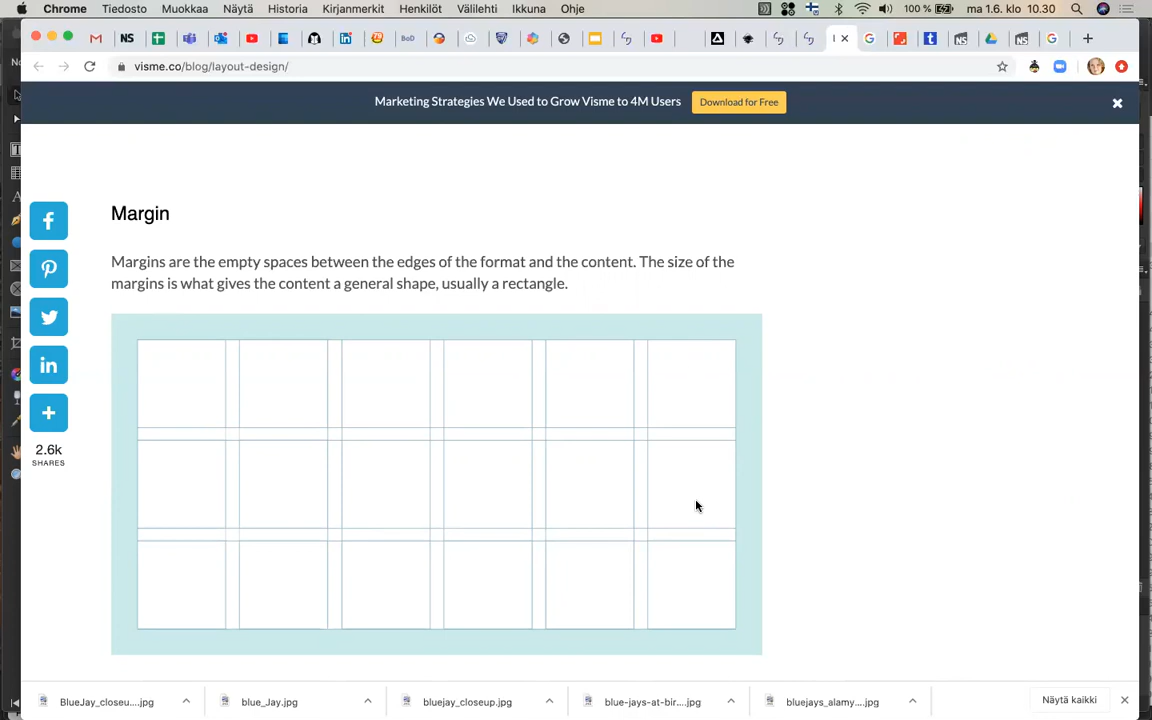 Chrome Tiedosto Muokkaa Näytä Historia Kirjanmerkit Henkilöt Välilehti Ikkuna Ohje 100 % ma 1.6. klo 10.30
NS BoD NS NS
visme.co/blog/layout-design/
Marketing Strategies We Used to Grow Visme to 4M Users Download for Free
Margin
Margins are the empty spaces between the edges of the format and the content. The size of the
margins is what gives the content a general shape, usually a rectangle.
2.6k
SHARES
BlueJay_closeu....jpg blue_Jay.jpg bluejay_closeup.jpg blue-jays-at-bir....jpg bluejays_alamy....jpg Näytä kaikki